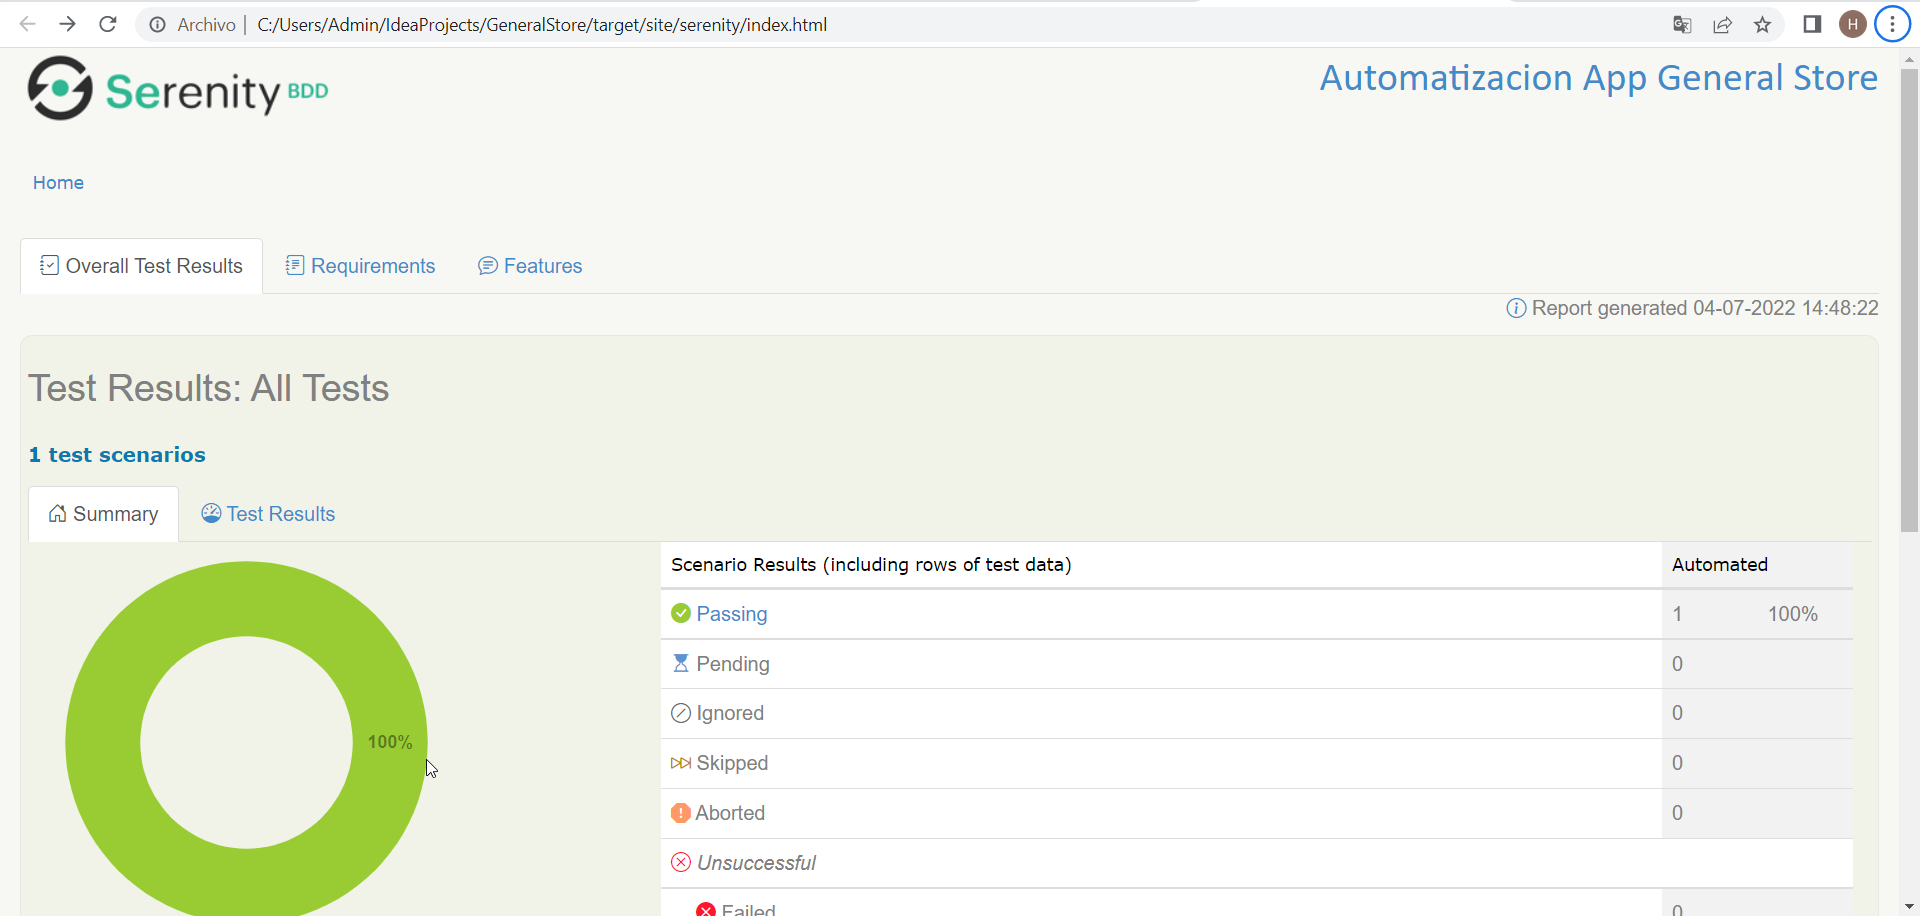 Archivo | C:/Users/Admin/IdeaProjects/GeneralStore/target/site/serenity/index.html
H
Serenity BDD
Automatizacion App General Store
Home
Overall Test Results Requirements Features
Report generated 04-07-2022 14:48:22
Test Results: All Tests
1 test scenarios
Summary Test Results
Scenario Results (including rows of test data) Automated
Passing 1 100%
Pending 0
Ignored 0
100%
Skipped 0
Aborted 0
Unsuccessful
Failed 0